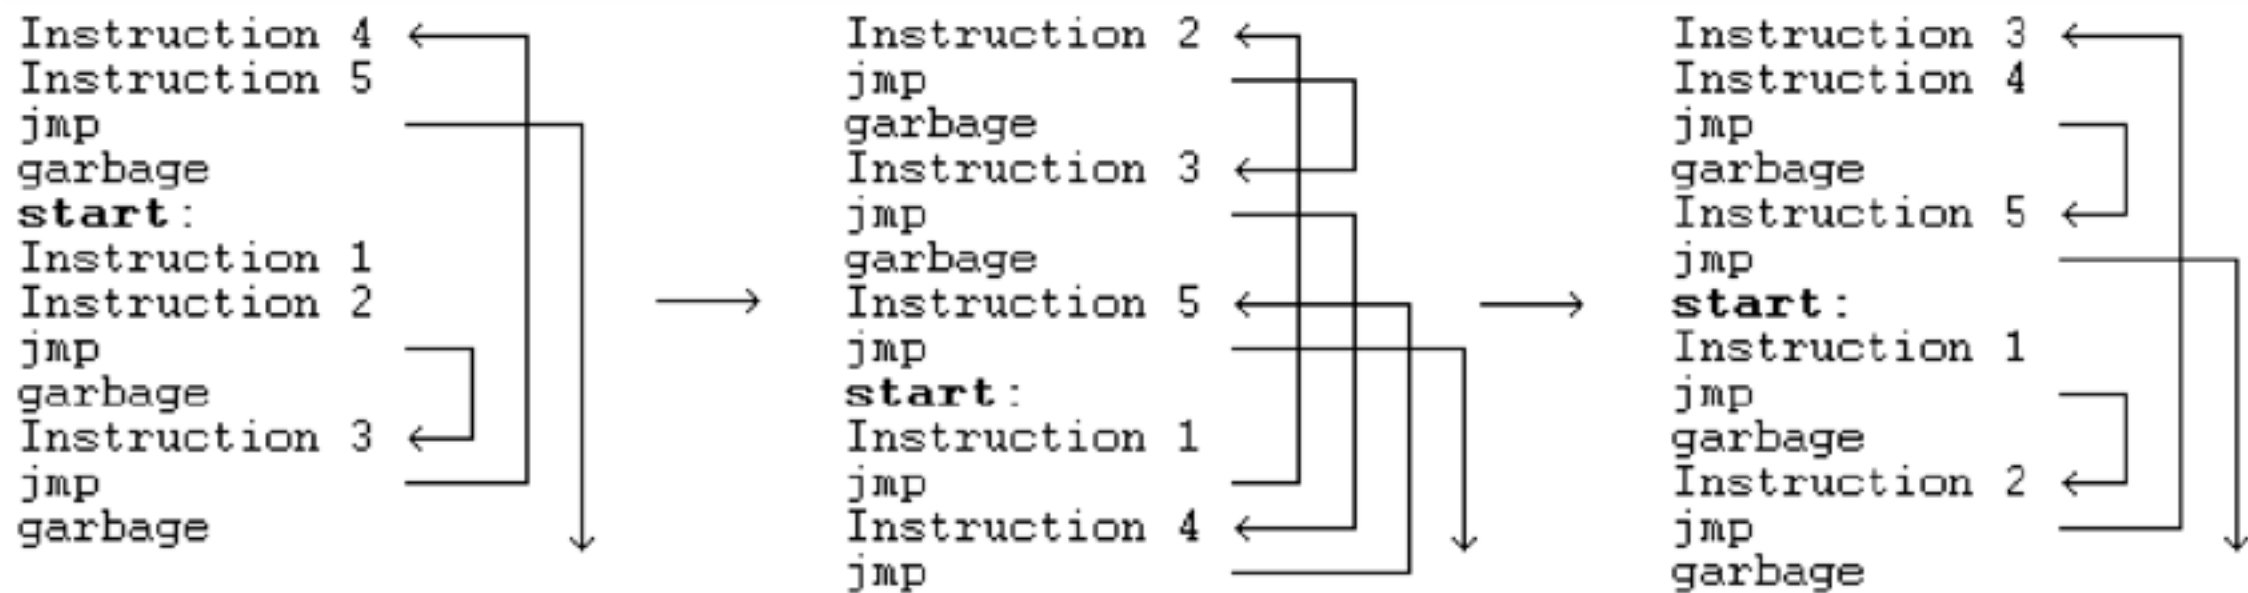 Instruction 4
Instruction 5
jmp
garbage
start:
Instruction 1
Instruction 2
jmp
garbage
Instruction 3
jmp
garbage
Instruction 2
jmp
garbage
Instruction 3
jmp
garbage
Instruction 5
jmp
start:
Instruction 1
jmp
Instruction 4
jmp
Instruction 3
Instruction 4
jmp
garbage
Instruction 5
jmp
start:
Instruction 1
jmp
garbage
Instruction 2
jmp
garbage